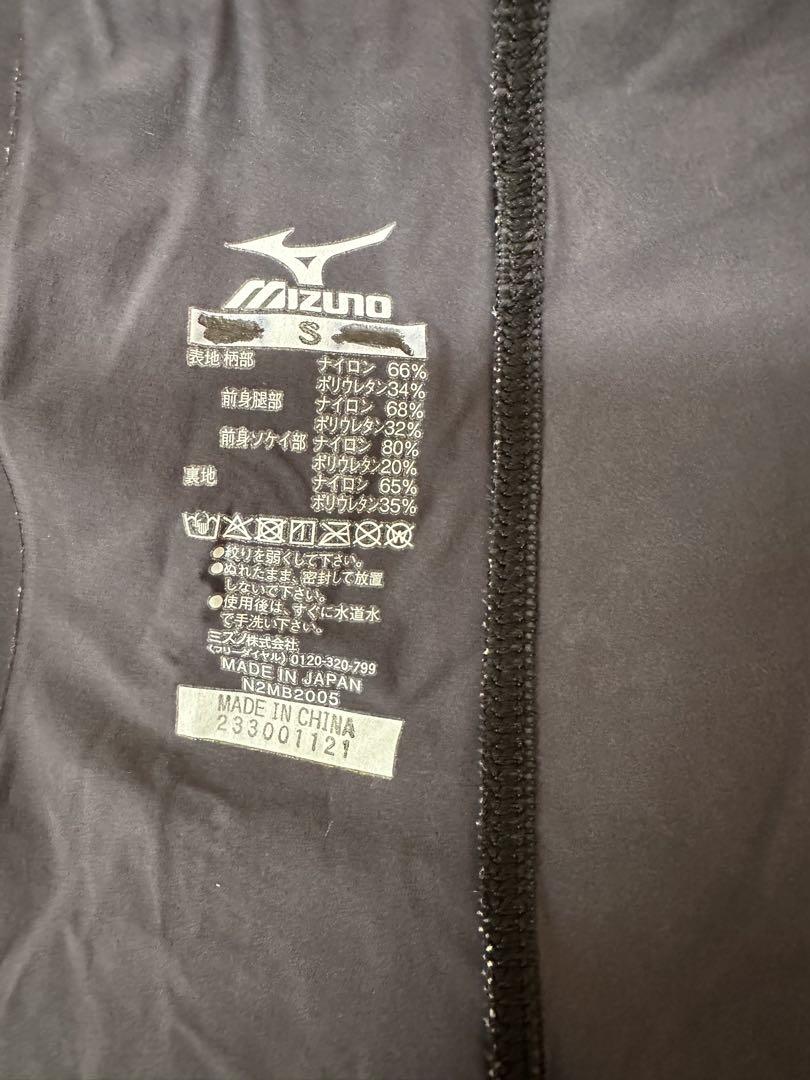 MIZUNO
S
表地 柄部 ナイロン 66%
ポリウレタン34%
前身腿部 ナイロン 68%
ポリウレタン32%
前身ソケイ部 ナイロン 80%
ポリウレタン20%
裏地 ナイロン 65%
ポリウレタン35%
●絞りを弱くして下さい。
●ぬれたまま、密封して放置
しないで下さい。
●使用後は、すぐに水道水
で手洗い下さい。
ミズノ株式会社
(フリーダイヤル) 0120-320-799
MADE IN JAPAN
N2MB2005
MADE IN CHINA
233001121